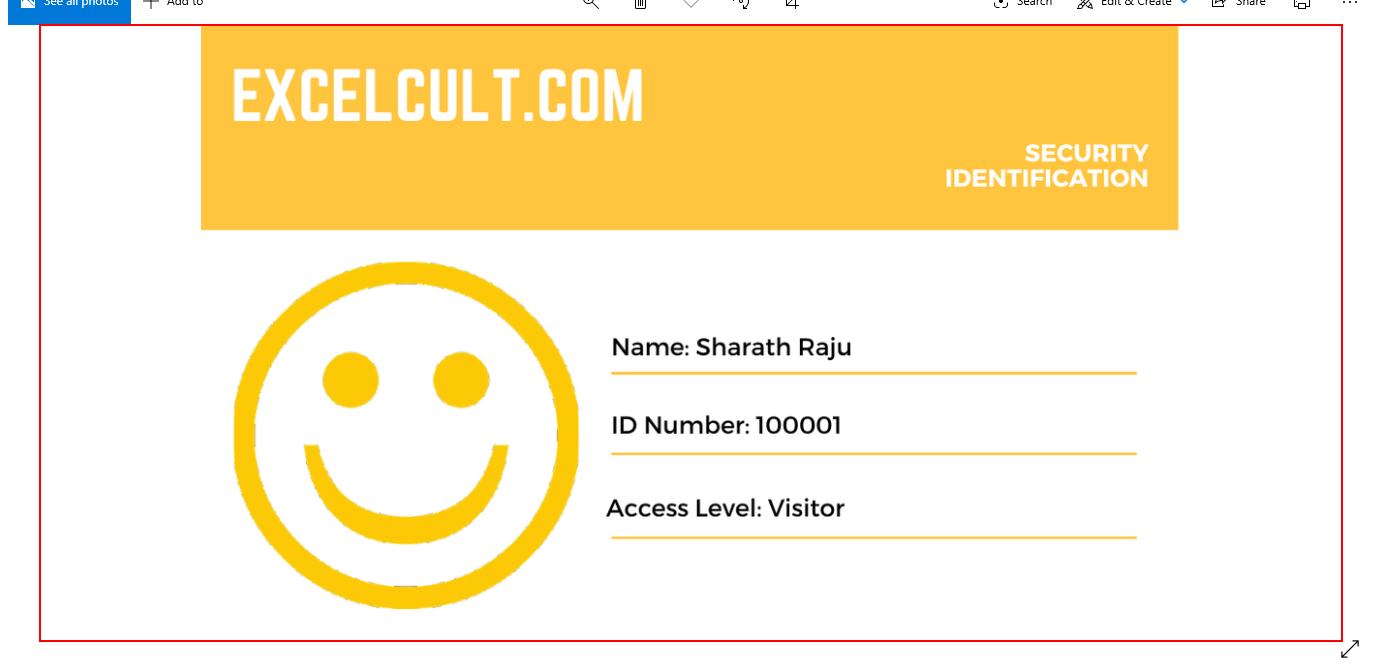 See all photos
Add to
Search
Edit & Create
Share
EXCELCULT.COM
SECURITY
IDENTIFICATION
Name: Sharath Raju
ID Number: 100001
Access Level: Visitor